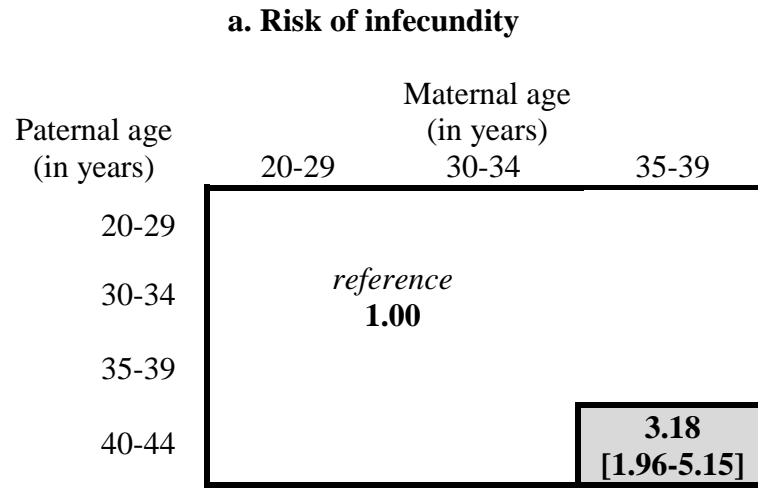 a. Risk of infecundity
Maternal age
Paternal age
(in years)
(in years)
20-29
30-34
35-39
20-29
reference
30-34
1.00
35-39
3.18
40-44
[1.96-5.15]